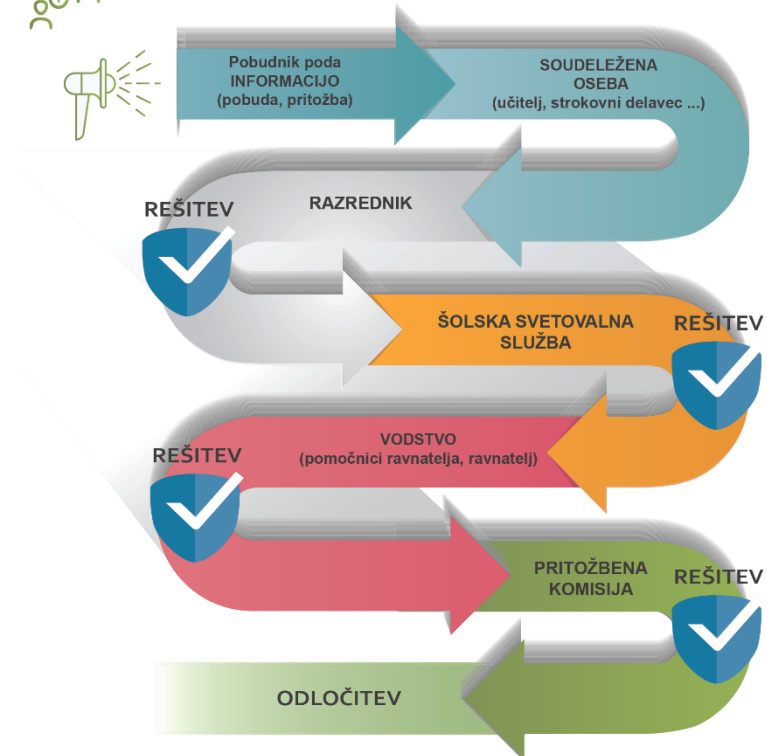 Pobudnik poda
INFORMACIJO
(pobuda, pritožba)
SOUDELEŽENA
OSEBA
(učitelj, strokovni delavec ...)
RAZREDNIK
REŠITEV
ŠOLSKA SVETOVALNA
SLUŽBA
REŠITEV
VODSTVO
(pomočnici ravnatelja, ravnatelj)
REŠITEV
PRITOŽBENA
KOMISIJA
REŠITEV
ODLOČITEV